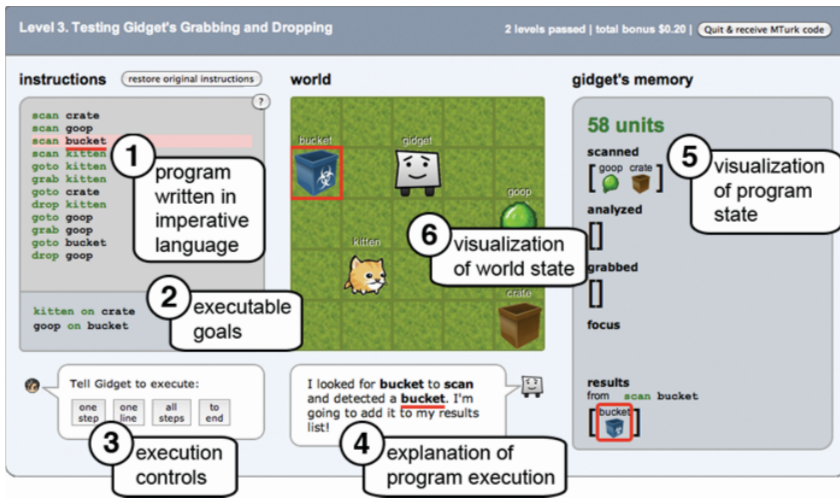 Level 3. Testing Gidget's Grabbing and Dropping
2 levels passed | total bonus $0.20 | Quit & receive MTurk code
instructions
restore original instructions
?
scan crate
scan goop
scan bucket
scan kitten
goto kitten
grab kitten
goto crate
drop kitten
goto goop
grab goop
goto bucket
drop goop
1
program
written in
imperative
language
kitten on crate
goop on bucket
2
executable
goals
Tell Gidget to execute:
one step
one line
all steps
to end
3
execution
controls
world
bucket
gidget
goop
kitten
crate
6
visualization
of world state
I looked for bucket to scan
and detected a bucket. I'm
going to add it to my results
list!
4
explanation of
program execution
gidget's memory
58 units
scanned
[ goop crate ]
analyzed
[]
grabbed
[]
focus
5
visualization
of program
state
results
from scan bucket
[ bucket ]